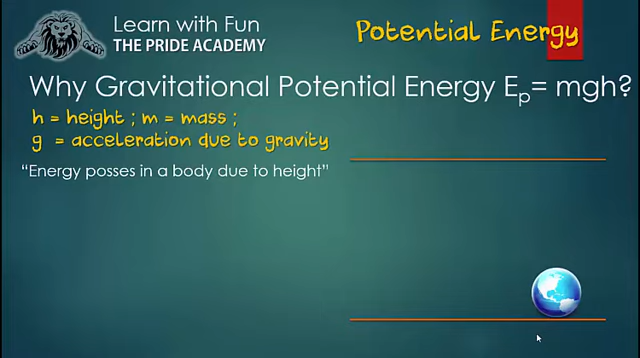 Learn with Fun
THE PRIDE ACADEMY
Potential Energy
Why Gravitational Potential Energy Eₚ= mgh?
h = height ; m = mass ;
g = acceleration due to gravity
“Energy posses in a body due to height”